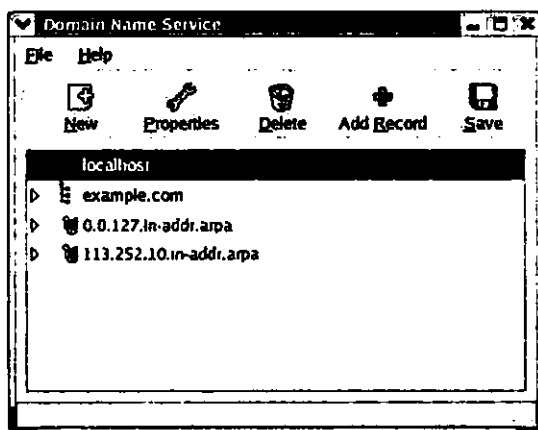 Domain Name Service
File Help
New Properties Delete Add Record Save
localhost
example.com
0.0.127.in-addr.arpa
113.252.10.in-addr.arpa